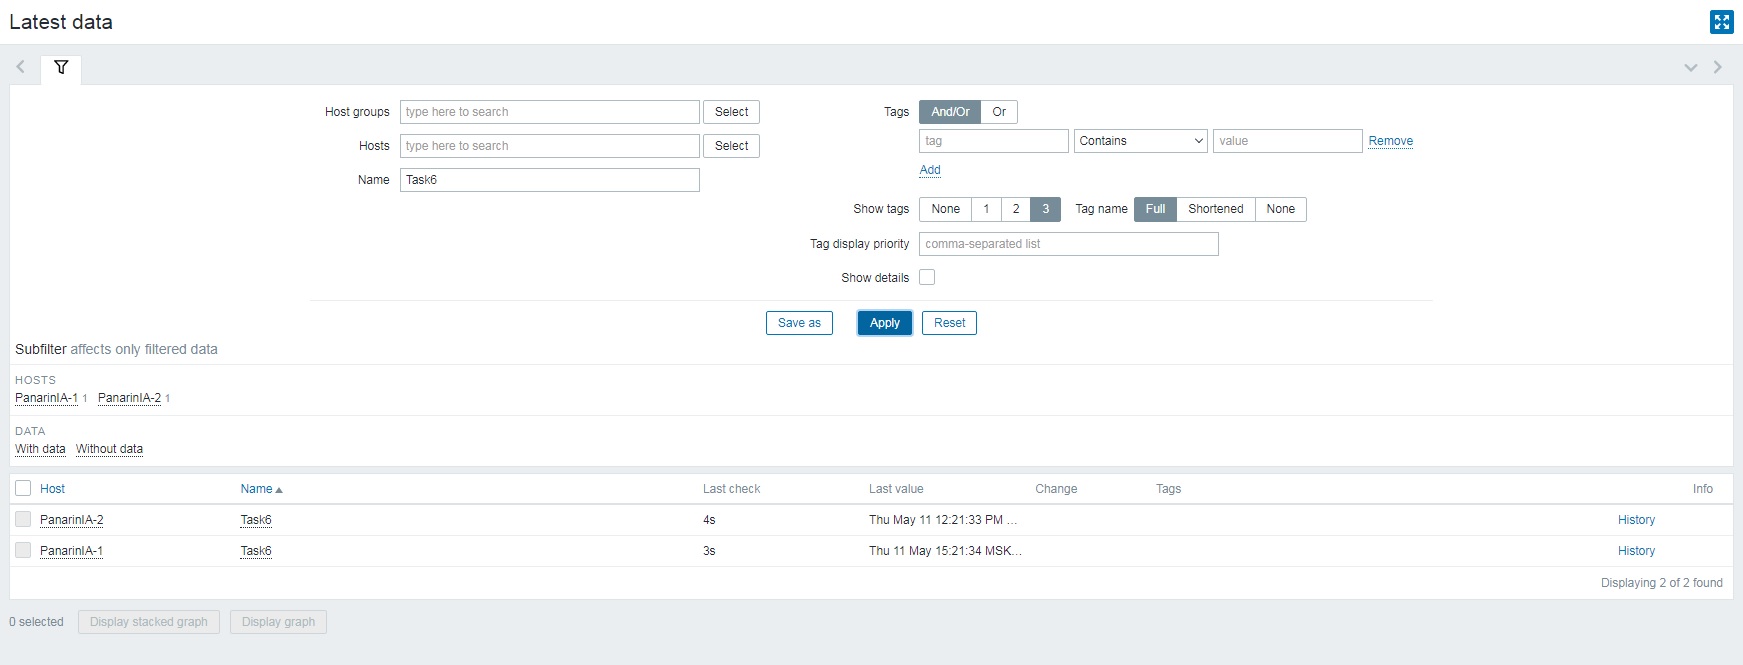 Latest data
Host groups type here to search Select
Hosts type here to search Select
Name Task6
Tags And/Or Or
tag Contains value Remove
Add
Show tags None 1 2 3 Tag name Full Shortened None
Tag display priority comma-separated list
Show details
Save as Apply Reset
Subfilter affects only filtered data
HOSTS
PanarinIA-1 1 PanarinIA-2 1
DATA
With data Without data
Host Name Last check Last value Change Tags Info
PanarinIA-2 Task6 4s Thu May 11 12:21:33 PM ... History
PanarinIA-1 Task6 3s Thu 11 May 15:21:34 MSK... History
Displaying 2 of 2 found
0 selected Display stacked graph Display graph